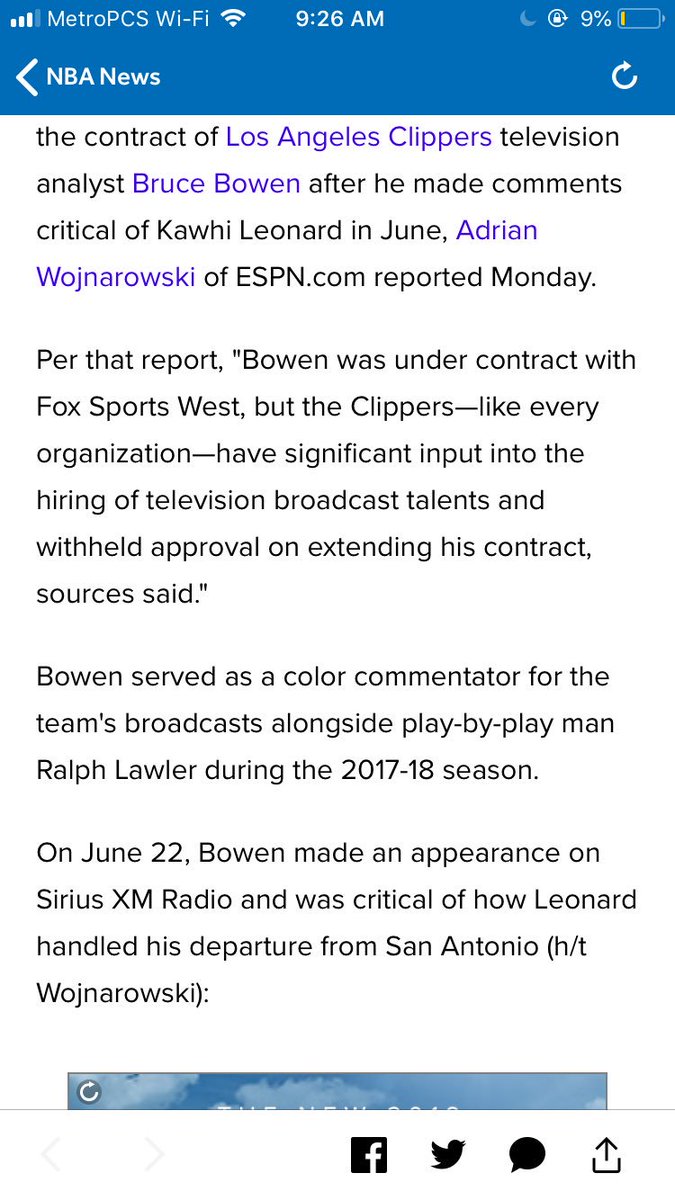 MetroPCS Wi-Fi 9:26 AM 9%
NBA News
the contract of Los Angeles Clippers television
analyst Bruce Bowen after he made comments
critical of Kawhi Leonard in June, Adrian
Wojnarowski of ESPN.com reported Monday.
Per that report, "Bowen was under contract with
Fox Sports West, but the Clippers—like every
organization—have significant input into the
hiring of television broadcast talents and
withheld approval on extending his contract,
sources said."
Bowen served as a color commentator for the
team's broadcasts alongside play-by-play man
Ralph Lawler during the 2017-18 season.
On June 22, Bowen made an appearance on
Sirius XM Radio and was critical of how Leonard
handled his departure from San Antonio (h/t
Wojnarowski):
THE NEW